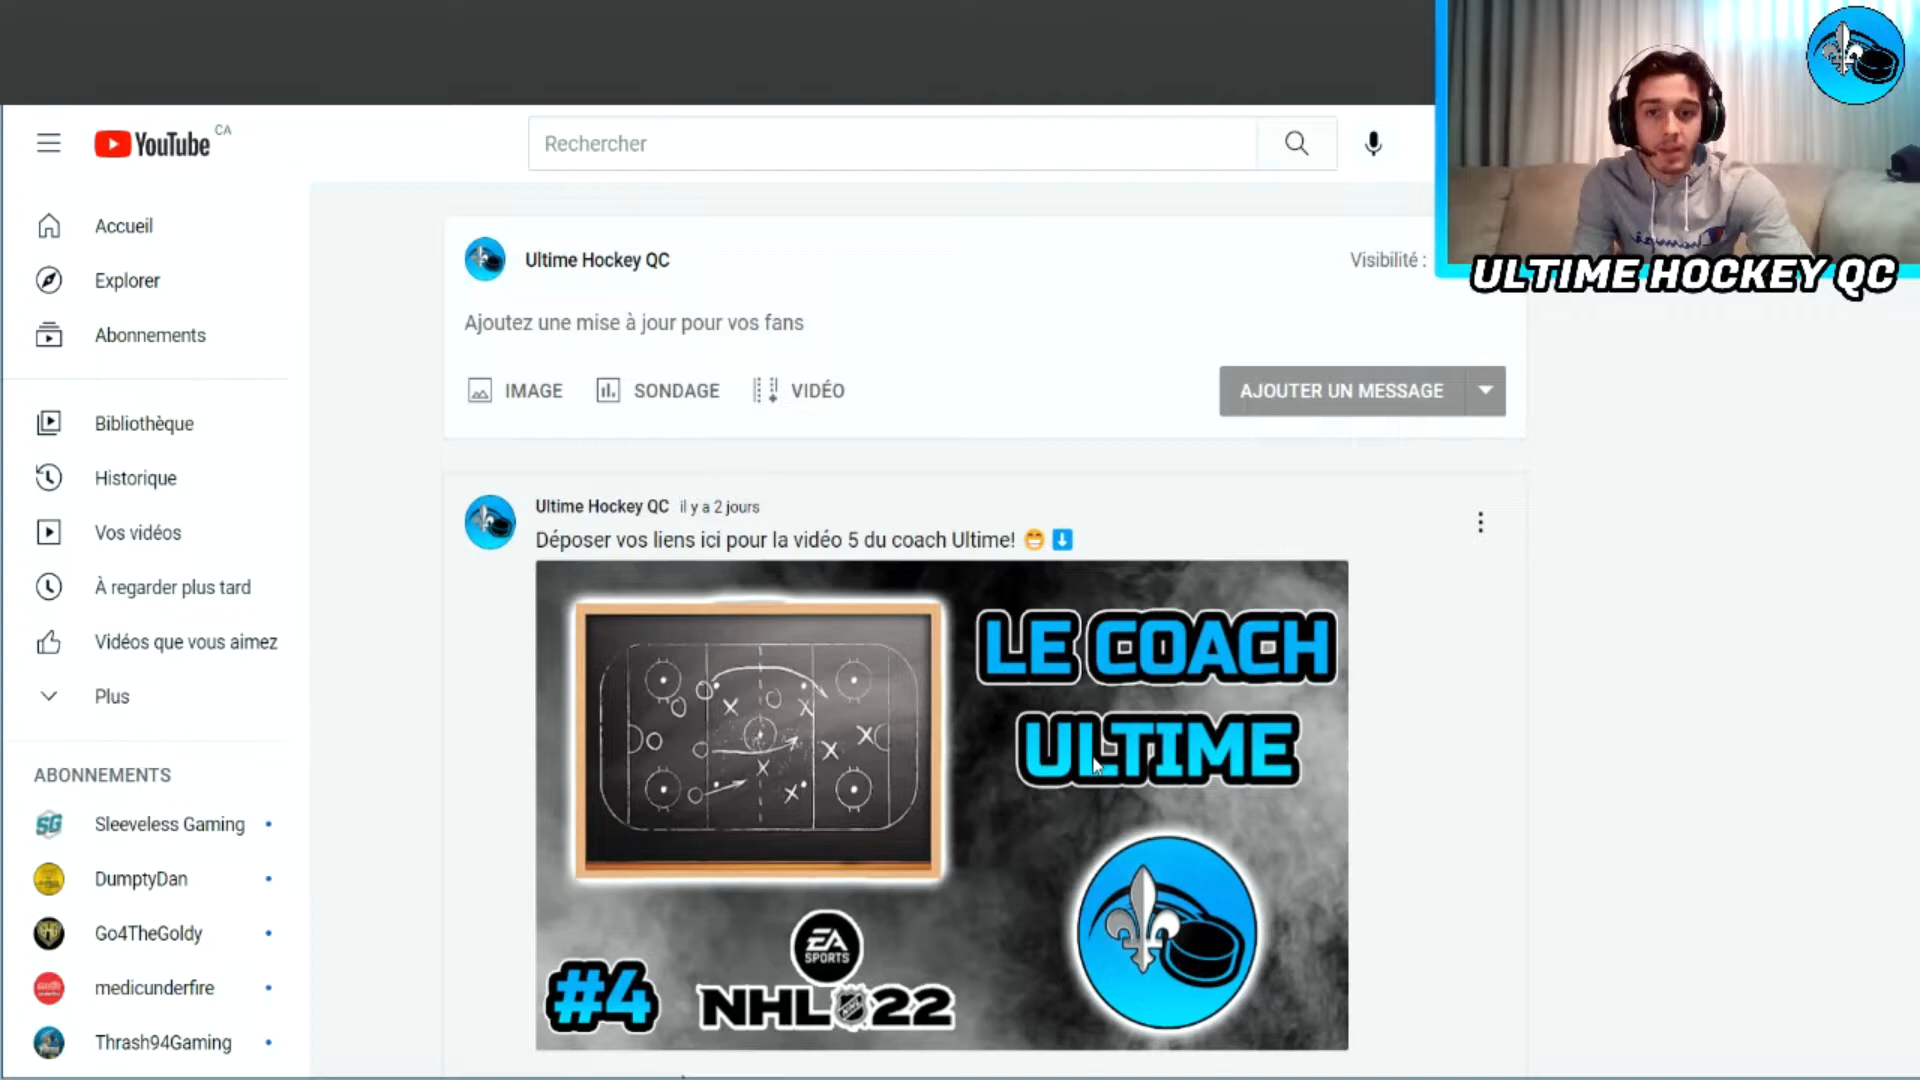 YouTube CA
Rechercher
Accueil
Explorer
Abonnements
Bibliothèque
Historique
Vos vidéos
À regarder plus tard
Vidéos que vous aimez
Plus
ABONNEMENTS
Sleeveless Gaming
DumptyDan
Go4TheGoldy
medicunderfire
Thrash94Gaming
Ultime Hockey QC
Visibilité :
Ajoutez une mise à jour pour vos fans
IMAGE
SONDAGE
VIDÉO
AJOUTER UN MESSAGE
Ultime Hockey QC il y a 2 jours
Déposer vos liens ici pour la vidéo 5 du coach Ultime!
LE COACH
ULTIME
#4
EA
SPORTS
NHL 22
ULTIME HOCKEY QC